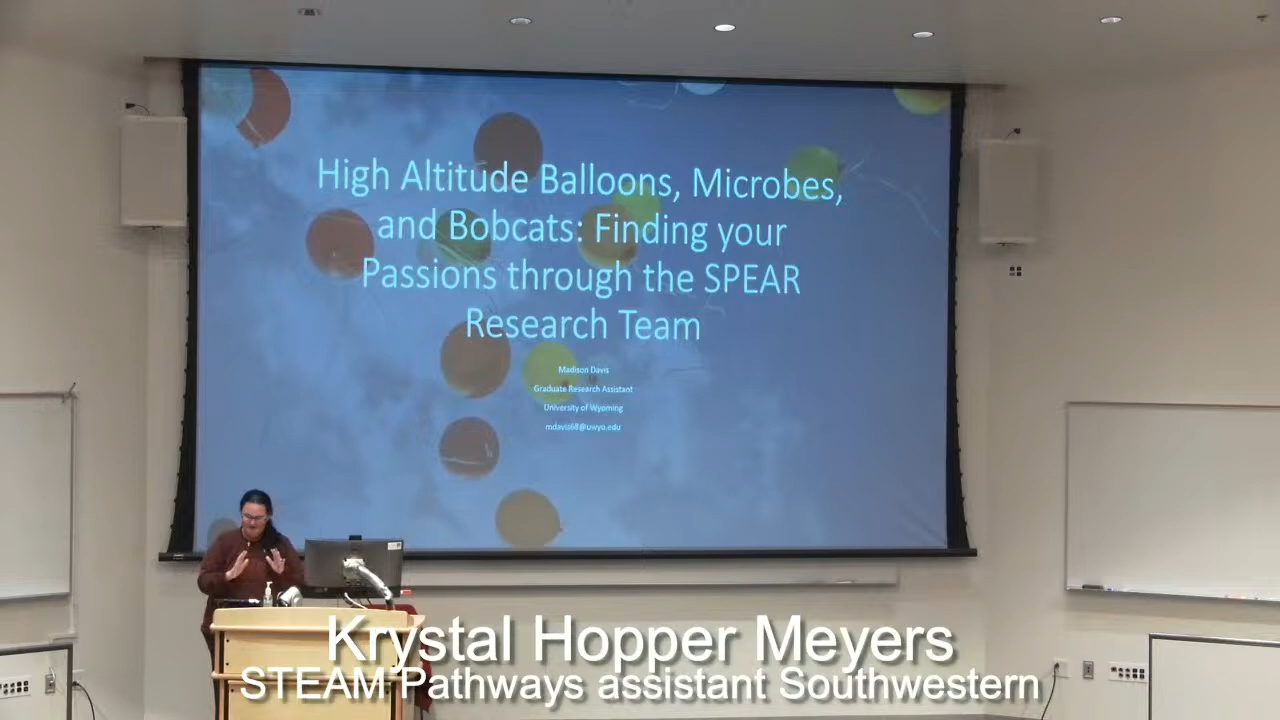 High Altitude Balloons, Microbes,
and Bobcats: Finding your
Passions through the SPEAR
Research Team
Madison Davis
Graduate Research Assistant
University of Wyoming
mdavis68@uwyo.edu
Krystal Hopper Meyers
STEAM Pathways assistant Southwestern